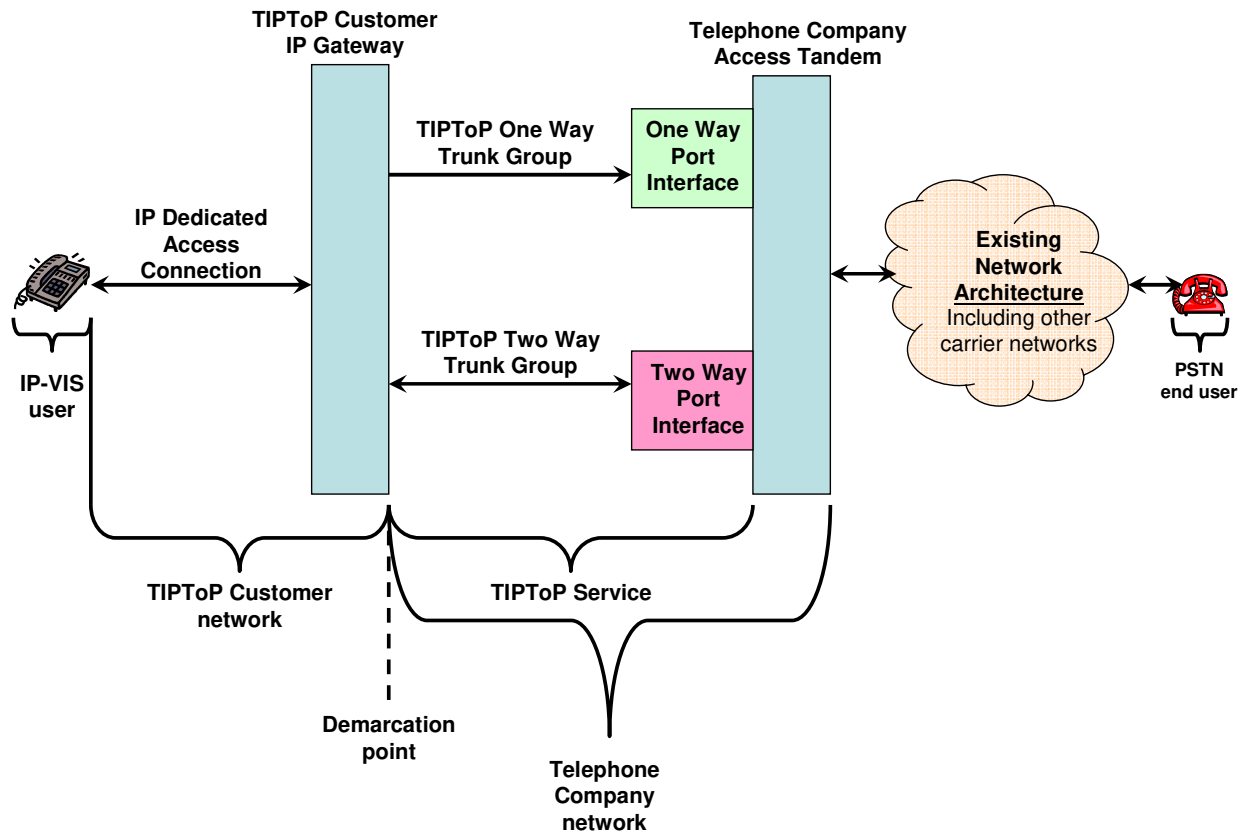 TIPToP Customer
IP Gateway
Telephone Company
Access Tandem
TIPToP One Way
Trunk Group
One Way
Port
Interface
IP Dedicated
Access
Connection
Existing
Network
Architecture
Including other
carrier networks
TIPToP Two Way
Trunk Group
Two Way
Port
Interface
IP-VIS
user
PSTN
end user
TIPToP Customer
network
TIPToP Service
Demarcation
point
Telephone
Company
network